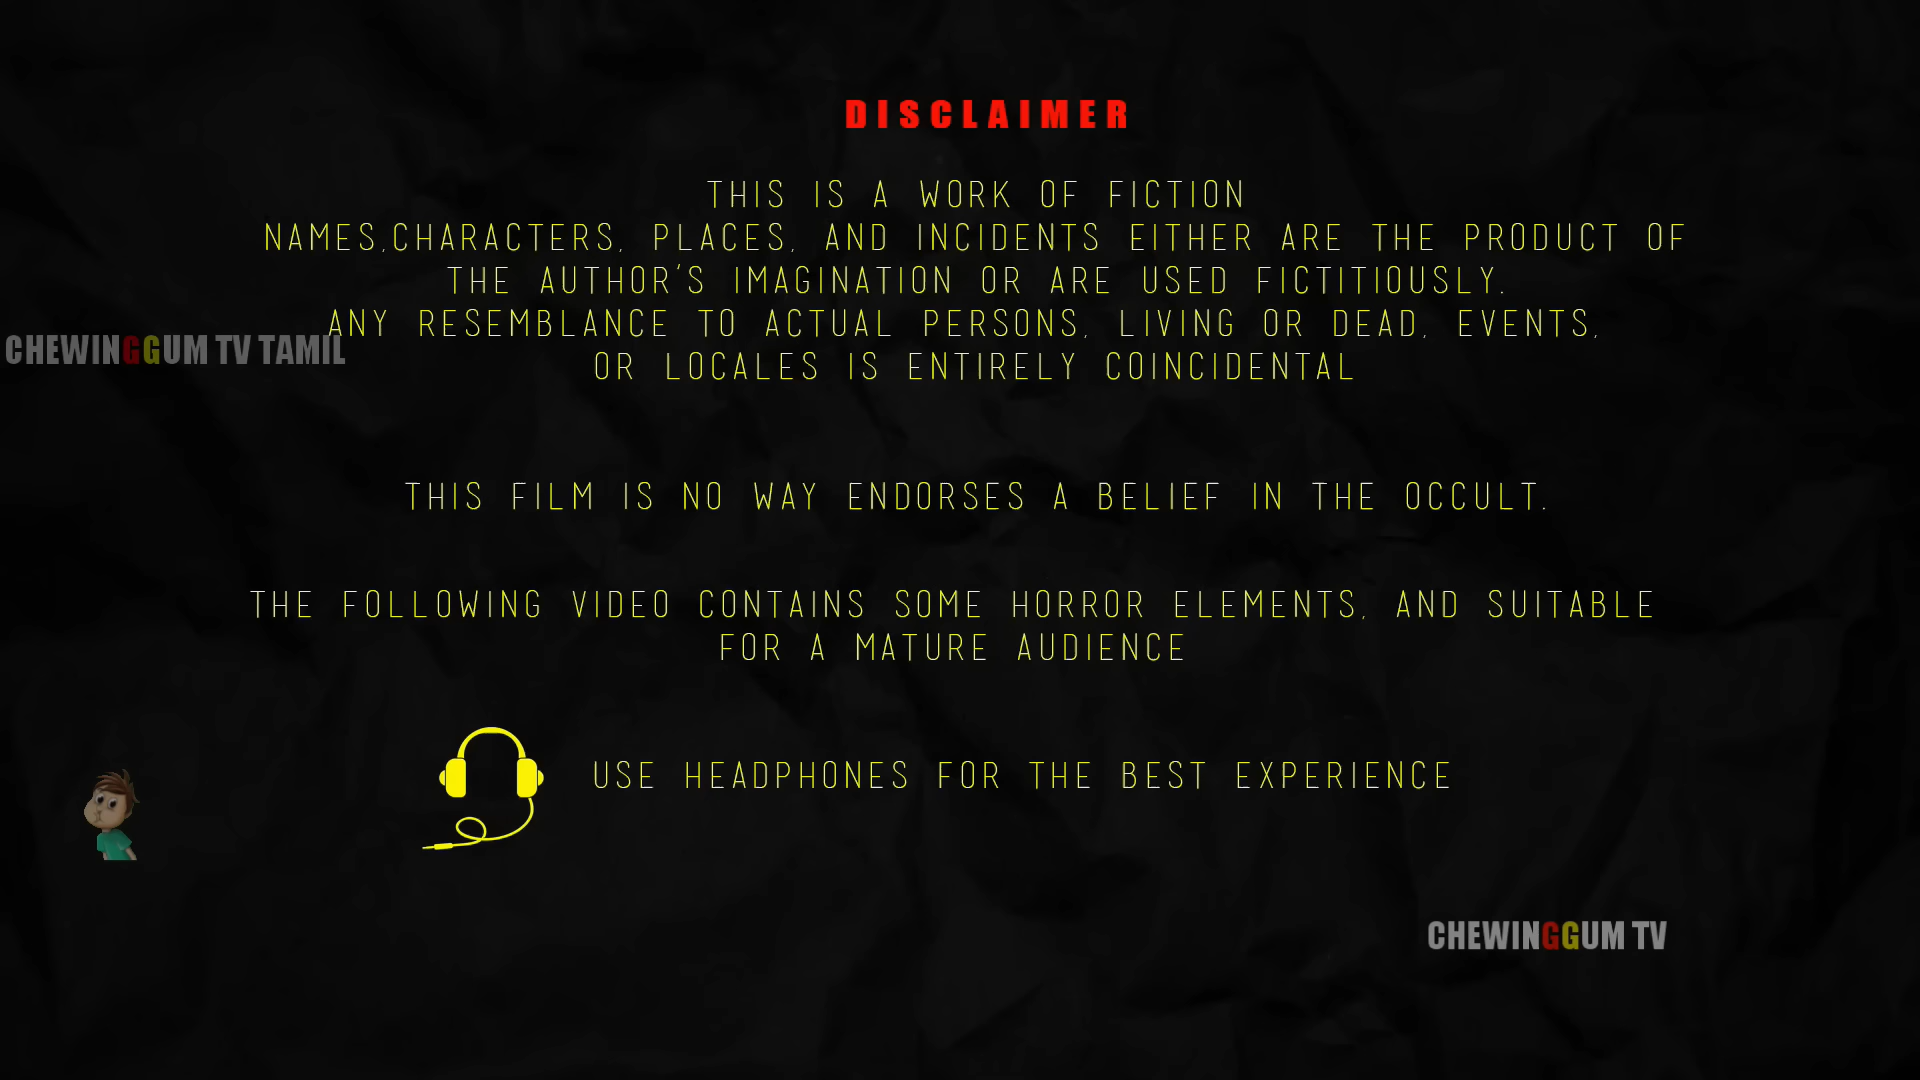 DISCLAIMER
THIS IS A WORK OF FICTION
NAMES,CHARACTERS, PLACES, AND INCIDENTS EITHER ARE THE PRODUCT OF
THE AUTHOR'S IMAGINATION OR ARE USED FICTITIOUSLY.
ANY RESEMBLANCE TO ACTUAL PERSONS, LIVING OR DEAD, EVENTS,
CHEWINGGUM TV TAMIL
OR LOCALES IS ENTIRELY COINCIDENTAL
THIS FILM IS NO WAY ENDORSES A BELIEF IN THE OCCULT.
THE FOLLOWING VIDEO CONTAINS SOME HORROR ELEMENTS, AND SUITABLE
FOR A MATURE AUDIENCE
USE HEADPHONES FOR THE BEST EXPERIENCE
CHEWINGGUM TV